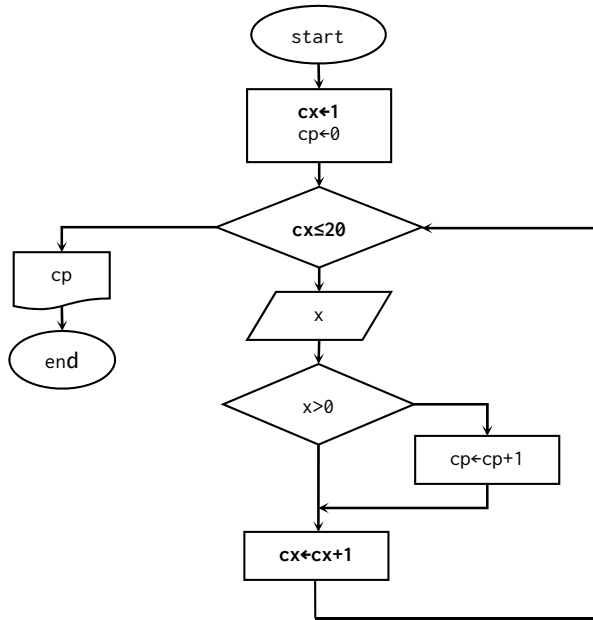 start
cx←1
cp←0
cx≤20
cp
x
end
x>0
cp←cp+1
cx←cx+1